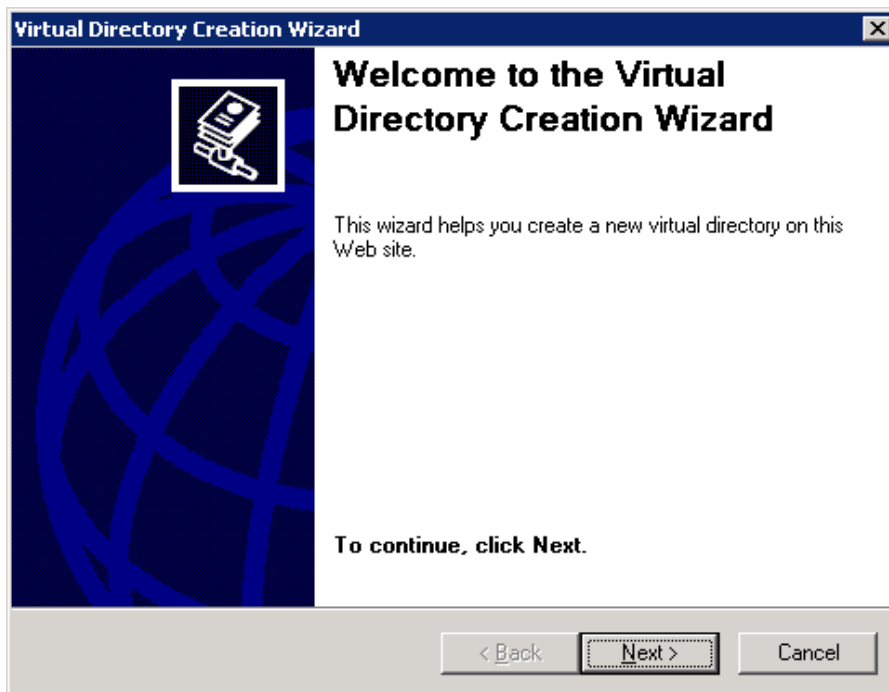 Virtual Directory Creation Wizard
Welcome to the Virtual
Directory Creation Wizard
This wizard helps you create a new virtual directory on this
Web site.
To continue, click Next.
< Back
Next >
Cancel